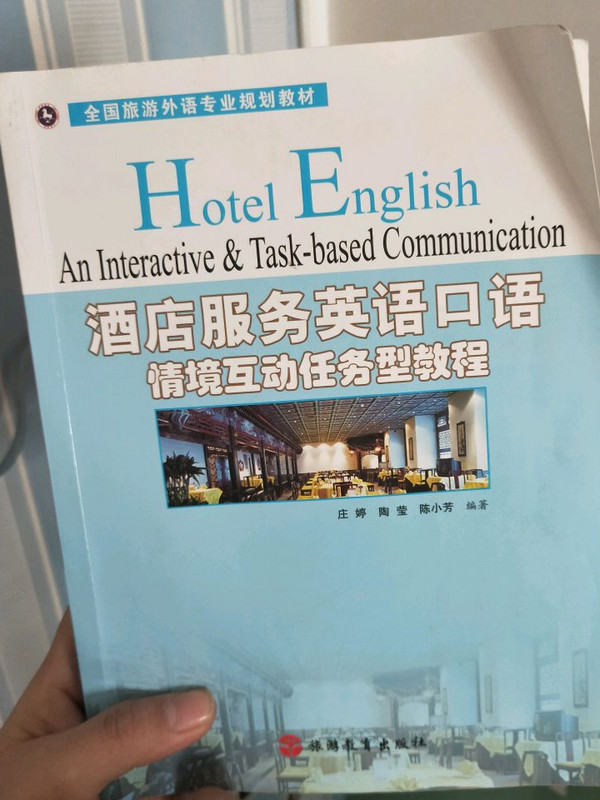 全国旅游外语专业规划教材
Hotel English
An Interactive & Task-based Communication
酒店服务英语口语
情境互动任务型教程
庄 婷 陶 莹 陈小芳 编著
旅游教育出版社